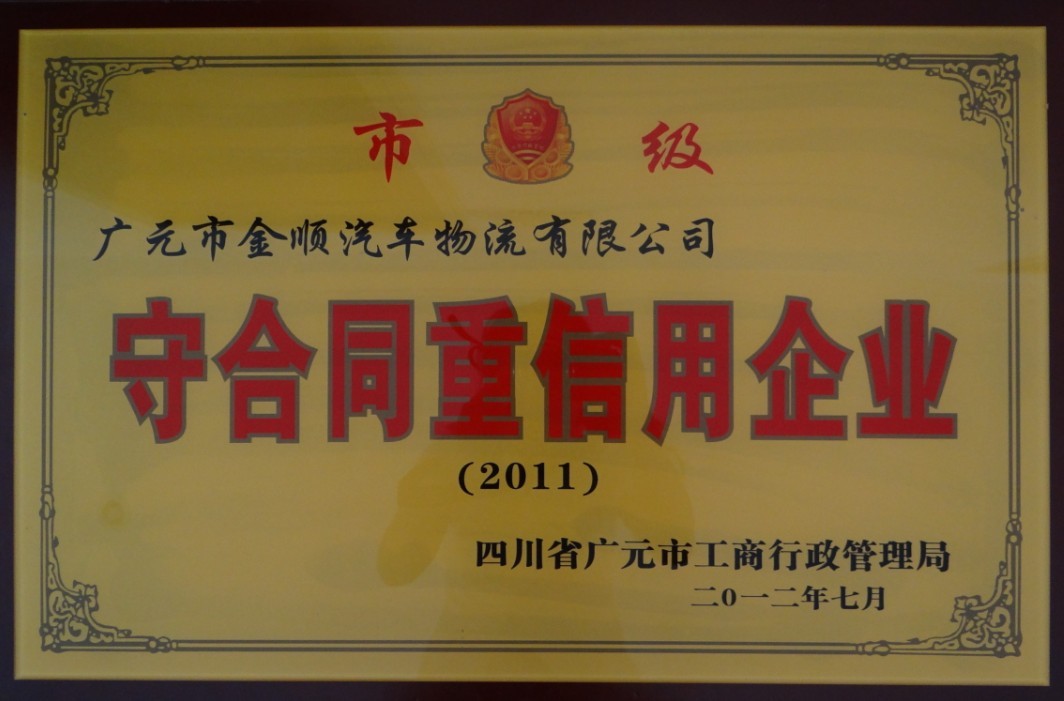 市 级
广元市金顺汽车物流有限公司
守合同重信用企业
(2011)
四川省广元市工商行政管理局
二0一二年七月